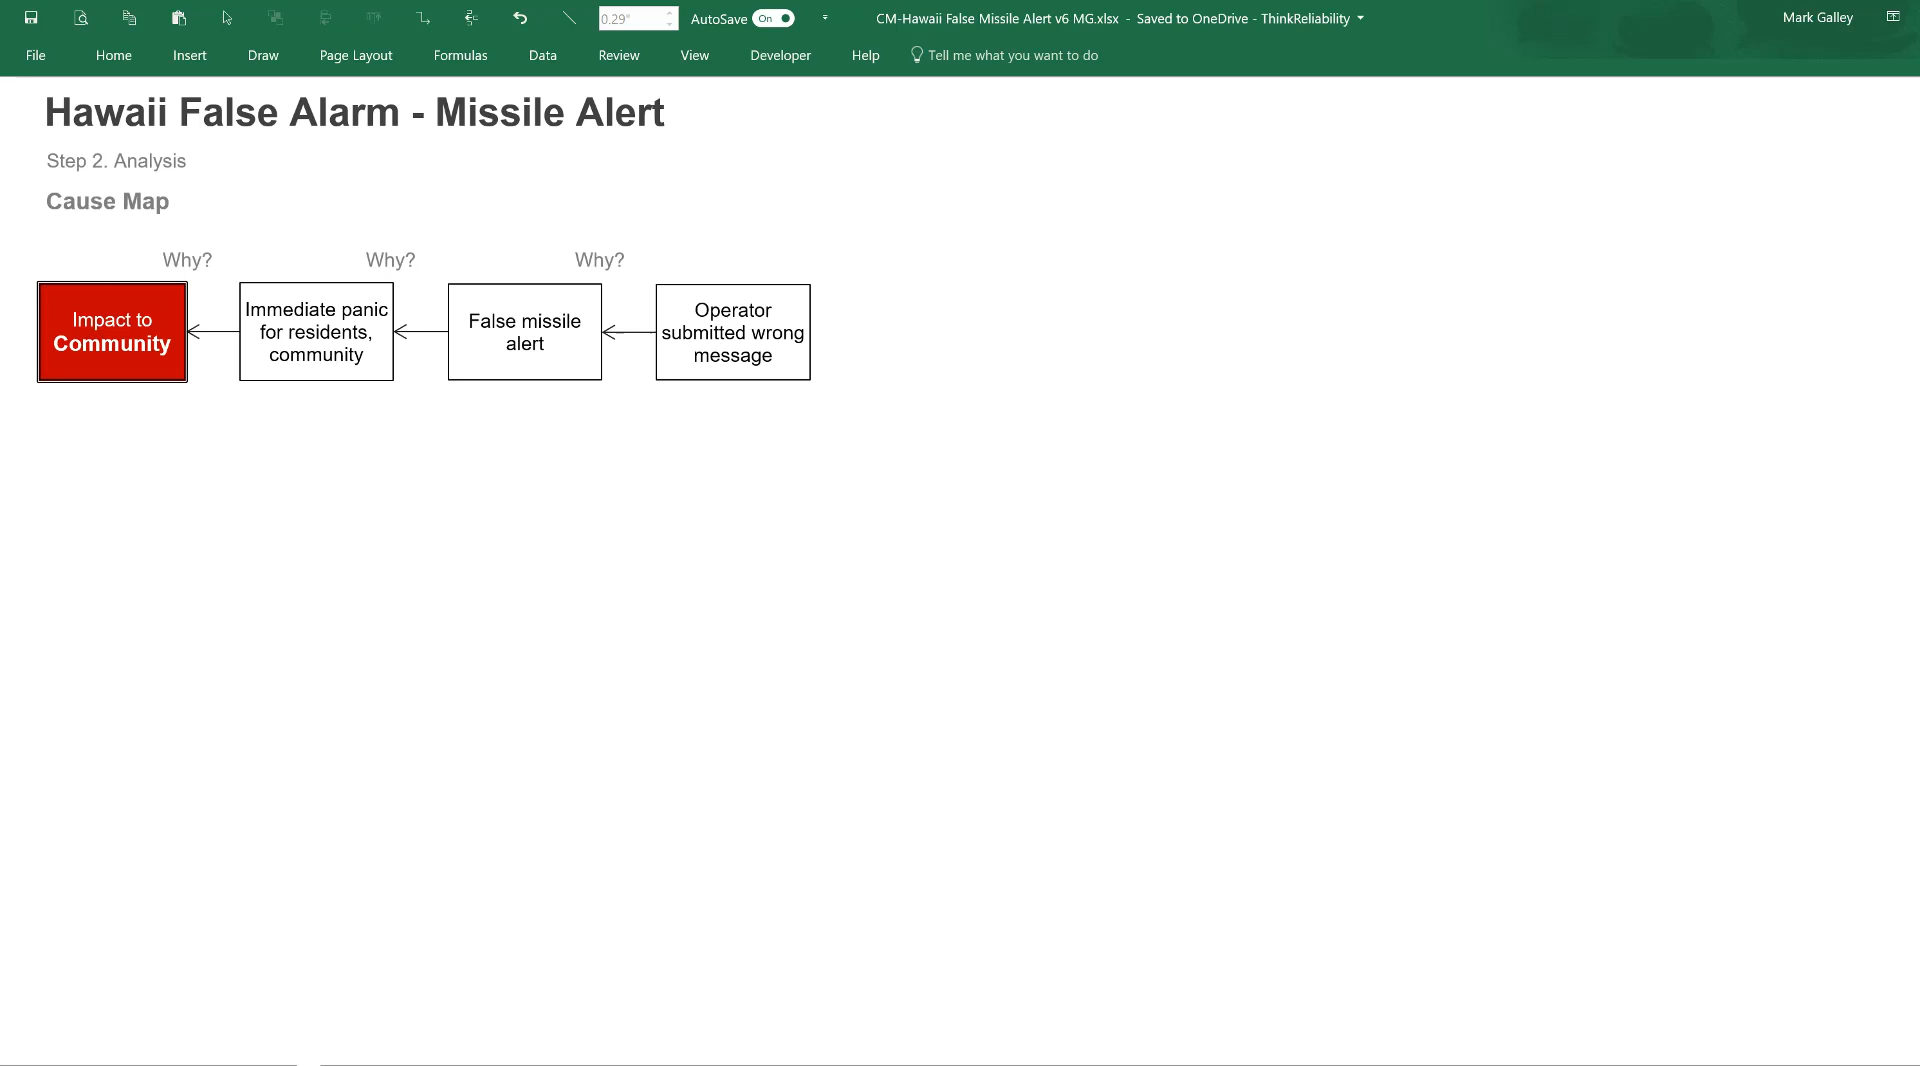 0.29"
AutoSave On
CM-Hawaii False Missile Alert v6 MG.xlsx - Saved to OneDrive - ThinkReliability
Mark Galley
File Home Insert Draw Page Layout Formulas Data Review View Developer Help Tell me what you want to do
Hawaii False Alarm - Missile Alert
Step 2. Analysis
Cause Map
Why? Why? Why?
Impact to
Community
Immediate panic
for residents,
community
False missile
alert
Operator
submitted wrong
message